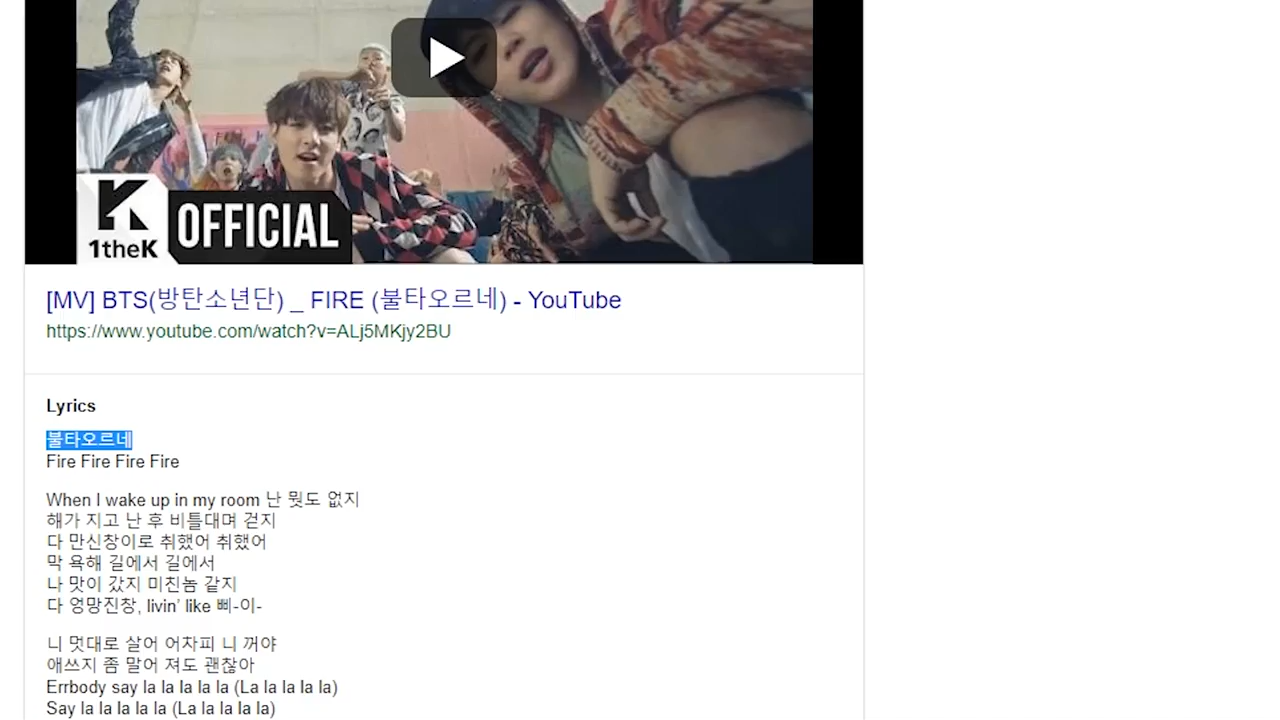 1theK
OFFICIAL
[MV] BTS(방탄소년단) _ FIRE (불타오르네) - YouTube
https://www.youtube.com/watch?v=ALj5MKjy2BU
Lyrics
불타오르네
Fire Fire Fire Fire
When I wake up in my room 난 뭣도 없지
해가 지고 난 후 비틀대며 걷지
다 만신창이로 취했어 취했어
막 욕해 길에서 길에서
나 맛이 갔지 미친놈 같지
다 엉망진창, livin' like 삐-이-
니 멋대로 살어 어차피 니 꺼야
애쓰지 좀 말어 져도 괜찮아
Errbody say la la la la la (La la la la la)
Say la la la la la (La la la la la)